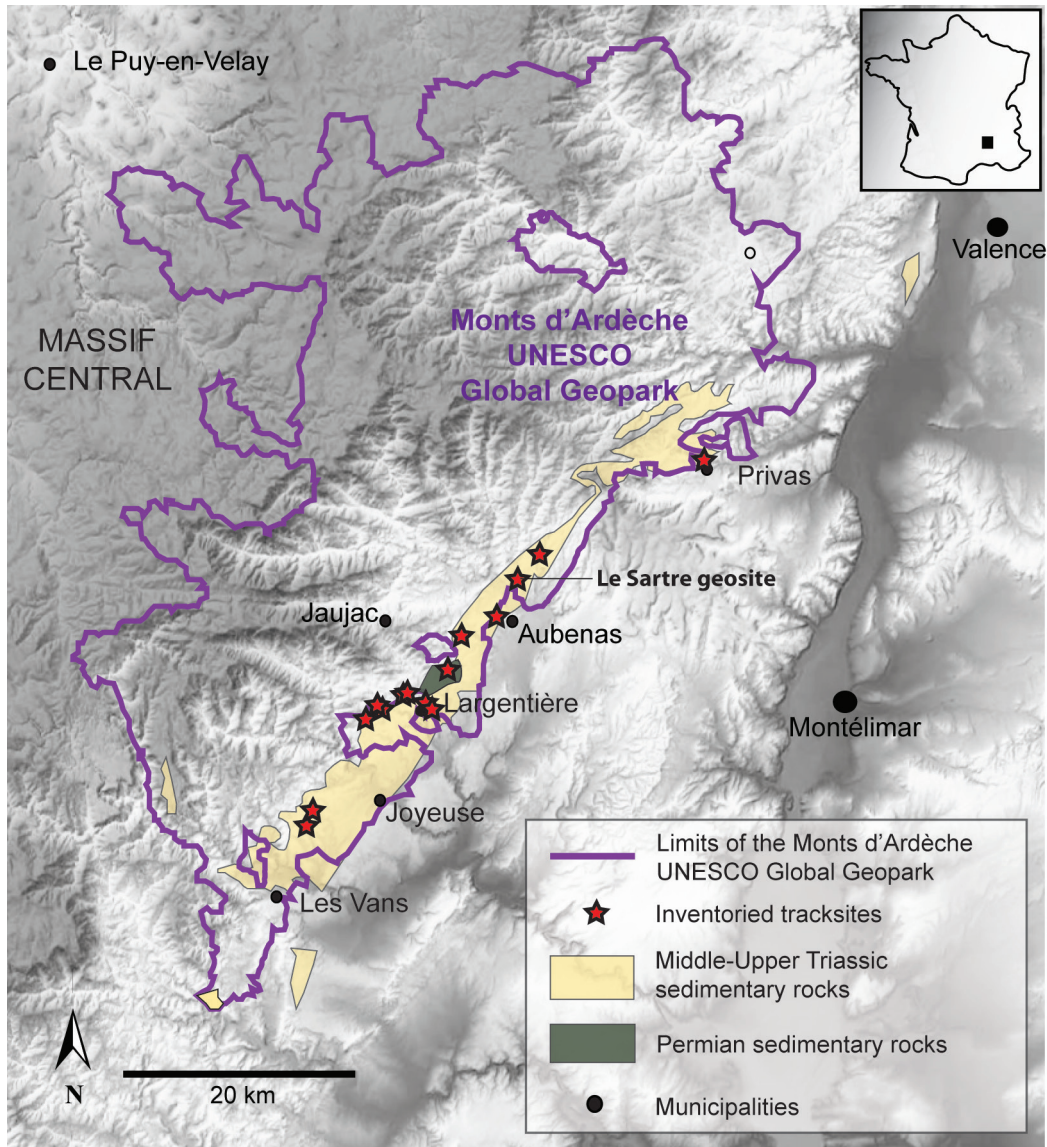 Le Puy-en-Velay
Valence
MASSIF
CENTRAL
Monts d'Ardèche
UNESCO
Global Geopark
Privas
Le Sartre geosite
Jaujac
Aubenas
Largentière
Montélimar
Joyeuse
Les Vans
Limits of the Monts d'Ardèche
UNESCO Global Geopark
Inventoried tracksites
Middle-Upper Triassic
sedimentary rocks
Permian sedimentary rocks
Municipalities
N
20 km